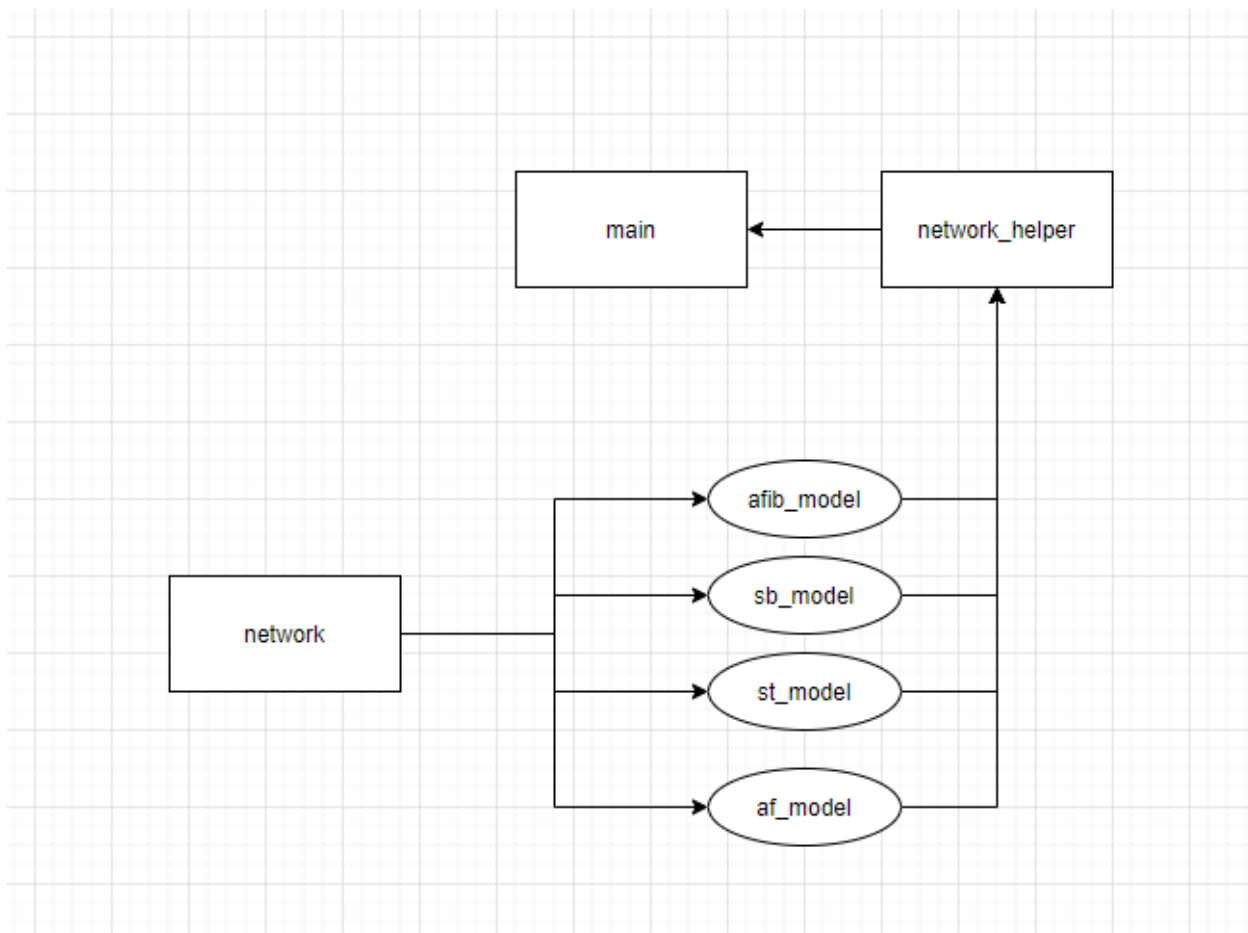 main
network_helper
afib_model
sb_model
network
st_model
af_model